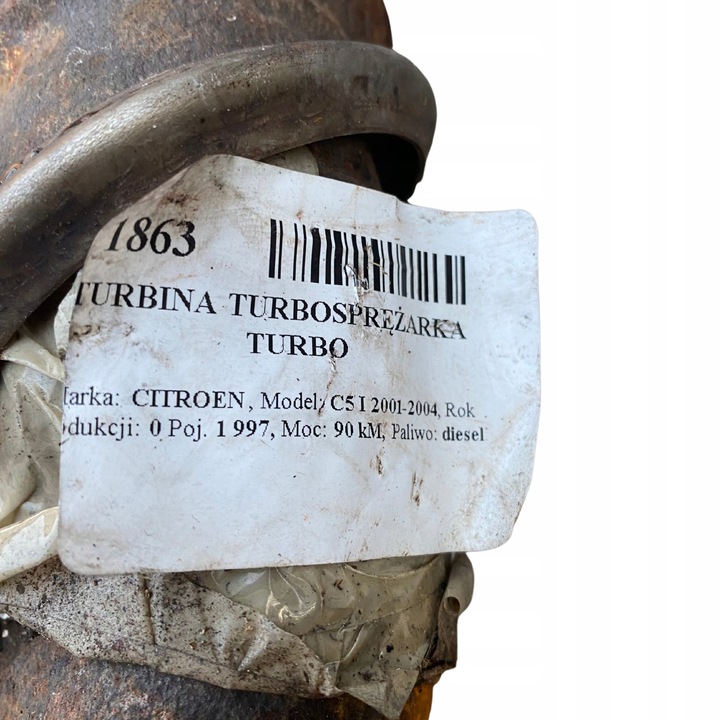 1863
TURBINA TURBOSPRĘŻARKA
TURBO
arka: CITROEN, Model: C5 I 2001-2004, Rok
dukcji: 0 Poj. 1 997, Moc: 90 kM, Paliwo: diesel